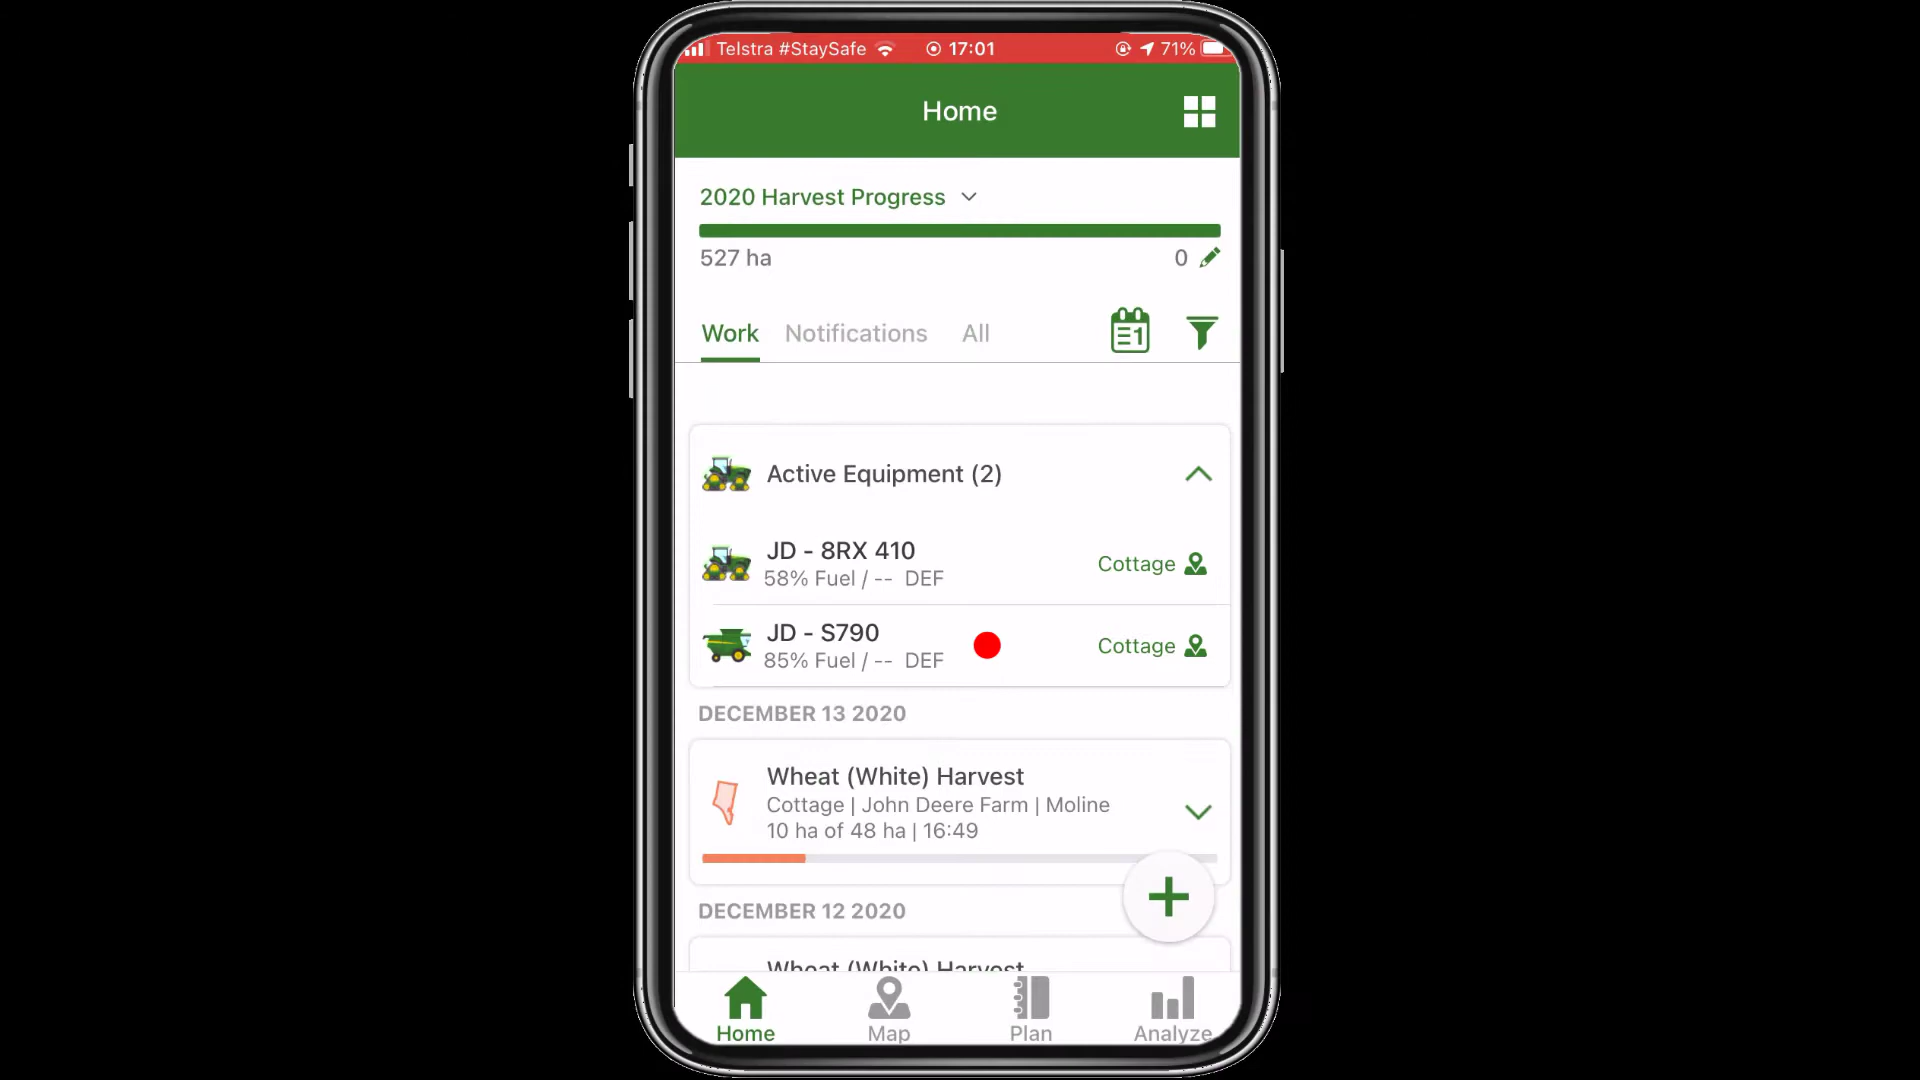 Telstra #StaySafe 17:01 71%
Home
2020 Harvest Progress
527 ha 0
Work Notifications All 1
Active Equipment (2)
JD - 8RX 410
58% Fuel / -- DEF Cottage
JD - S790
85% Fuel / -- DEF Cottage
DECEMBER 13 2020
Wheat (White) Harvest
Cottage | John Deere Farm | Moline
10 ha of 48 ha | 16:49
DECEMBER 12 2020
Wheat (White) Harvest
Home Map Plan Analyze